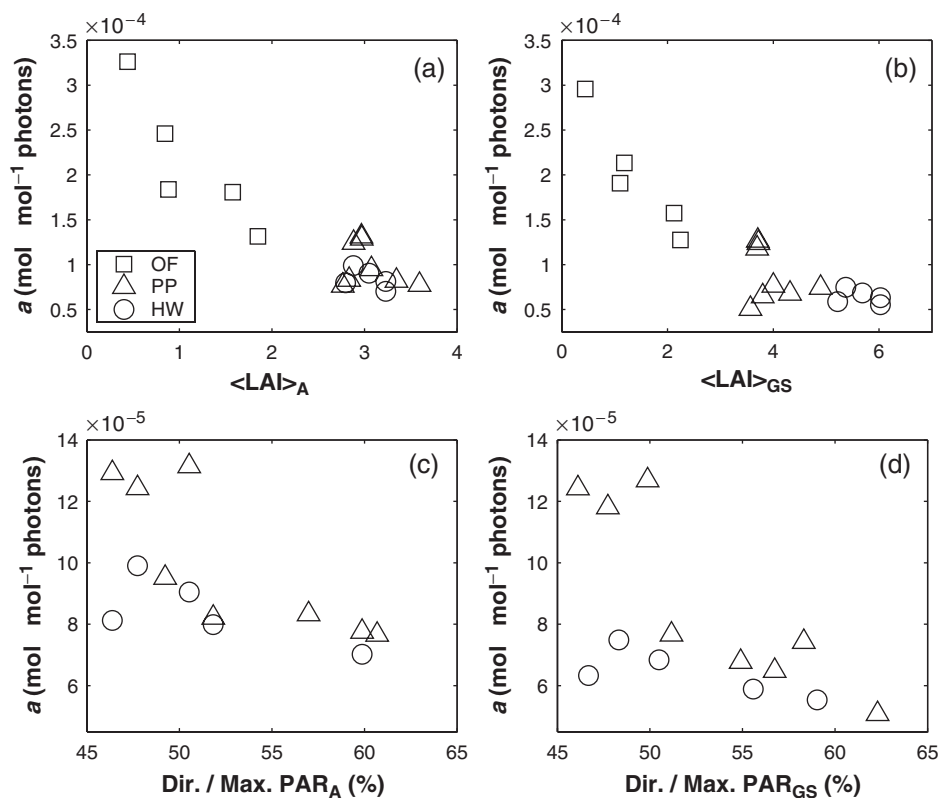 ×10⁻⁴
(a)
3.5
3
2.5
2
1.5
1
0.5
a (mol mol⁻¹ photons)
OF
PP
HW
0 1 2 3 4
<LAI>A
×10⁻⁴
(b)
3.5
3
2.5
2
1.5
1
0.5
a (mol mol⁻¹ photons)
0 2 4 6
<LAI>GS
×10⁻⁵
(c)
14
12
10
8
6
a (mol mol⁻¹ photons)
45 50 55 60 65
Dir. / Max. PARA (%)
×10⁻⁵
(d)
14
12
10
8
6
a (mol mol⁻¹ photons)
45 50 55 60 65
Dir. / Max. PARGS (%)